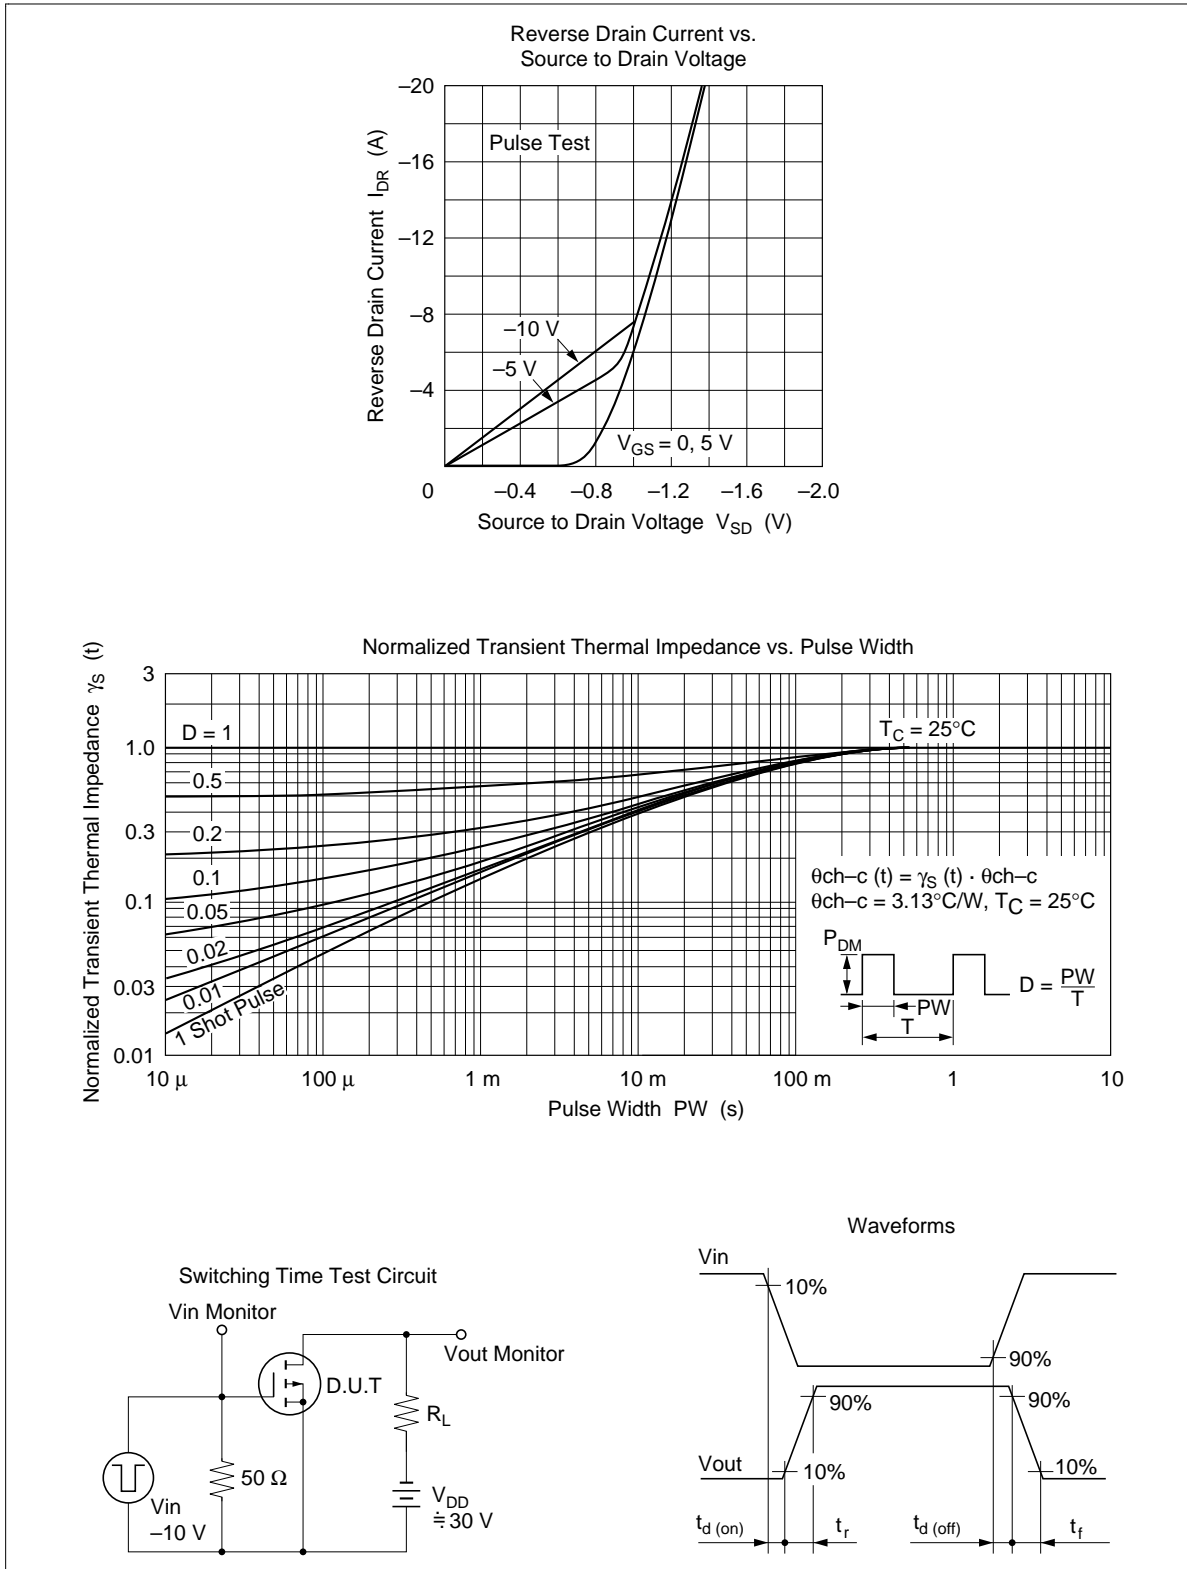 Reverse Drain Current vs.
Source to Drain Voltage
Reverse Drain Current I_DR (A)
–20
–16
–12
–8
–4
0
Pulse Test
–10 V
–5 V
V_GS = 0, 5 V
–0.4
–0.8
–1.2
–1.6
–2.0
Source to Drain Voltage V_SD (V)
Normalized Transient Thermal Impedance vs. Pulse Width
Normalized Transient Thermal Impedance γ_S (t)
3
1.0
0.3
0.1
0.03
0.01
D = 1
0.5
0.2
0.1
0.05
0.02
0.01
1 Shot Pulse
T_C = 25°C
θch–c (t) = γ_S (t) · θch–c
θch–c = 3.13°C/W, T_C = 25°C
P_DM
PW
T
D = PW/T
10 μ
100 μ
1 m
10 m
100 m
1
10
Pulse Width PW (s)
Switching Time Test Circuit
Vin Monitor
Vout Monitor
D.U.T
R_L
50 Ω
Vin
–10 V
V_DD
≒ 30 V
Waveforms
Vin
10%
90%
90%
90%
Vout
10%
10%
t_d (on)
t_r
t_d (off)
t_f